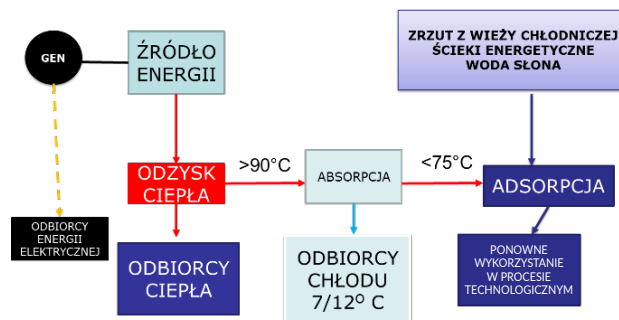 GEN
ŹRÓDŁO
ENERGII
ZRZUT Z WIEŻY CHŁODNICZEJ
ŚCIEKI ENERGETYCZNE
WODA SŁONA
ODZYSK
CIEPŁA
>90°C
ABSORPCJA
<75°C
ADSORPCJA
ODBIORCY
ENERGII
ELEKTRYCZNEJ
ODBIORCY
CIEPŁA
ODBIORCY
CHŁODU
7/12° C
PONOWNE
WYKORZYSTANIE
W PROCESIE
TECHNOLOGICZNYM